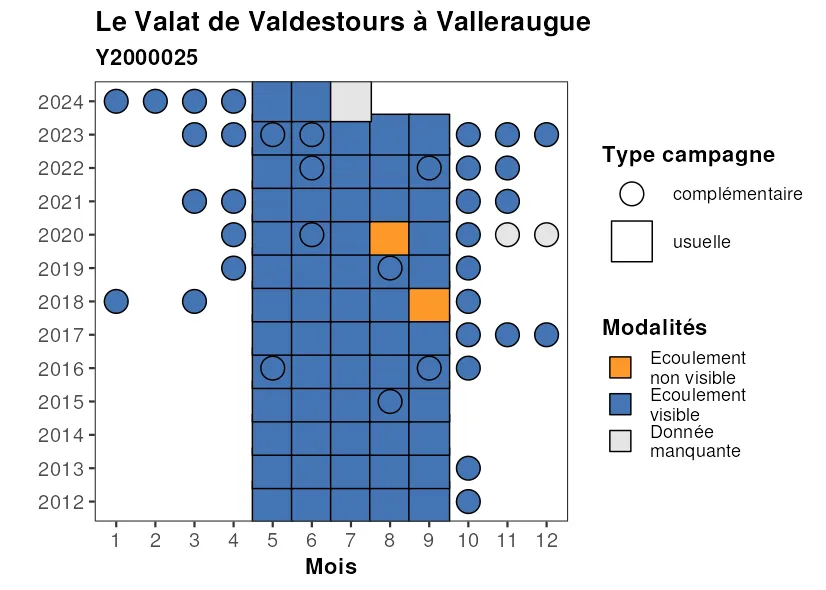 Le Valat de Valdestours à Valleraugue
Y2000025
2024
2023
2022
2021
2020
2019
2018
2017
2016
2015
2014
2013
2012
1 2 3 4 5 6 7 8 9 10 11 12
Mois
Type campagne
complémentaire
usuelle
Modalités
Ecoulement
non visible
Ecoulement
visible
Donnée
manquante